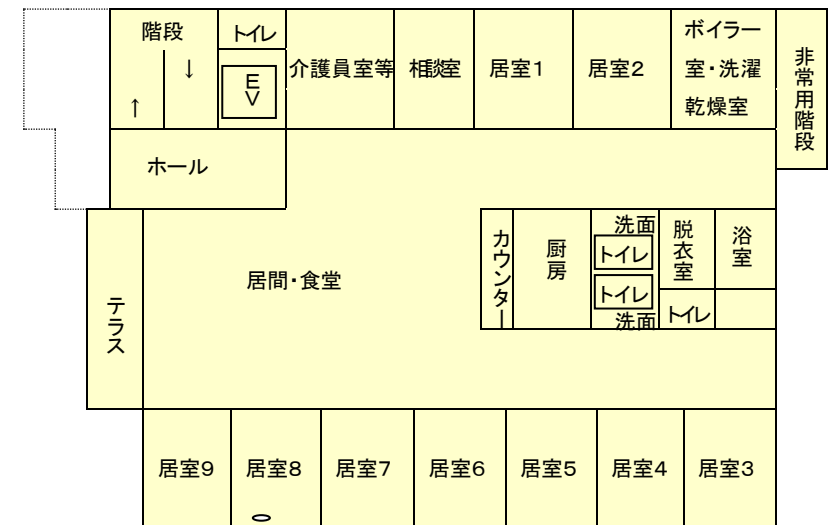 階段
↓
↑
トイレ
EV
介護員室等
相談室
居室1
居室2
ボイラー
室・洗濯
乾燥室
非常用階段
ホール
テラス
居間・食堂
カウンター
厨房
洗面
トイレ
トイレ
洗面
脱衣室
トイレ
浴室
居室9
居室8
居室7
居室6
居室5
居室4
居室3